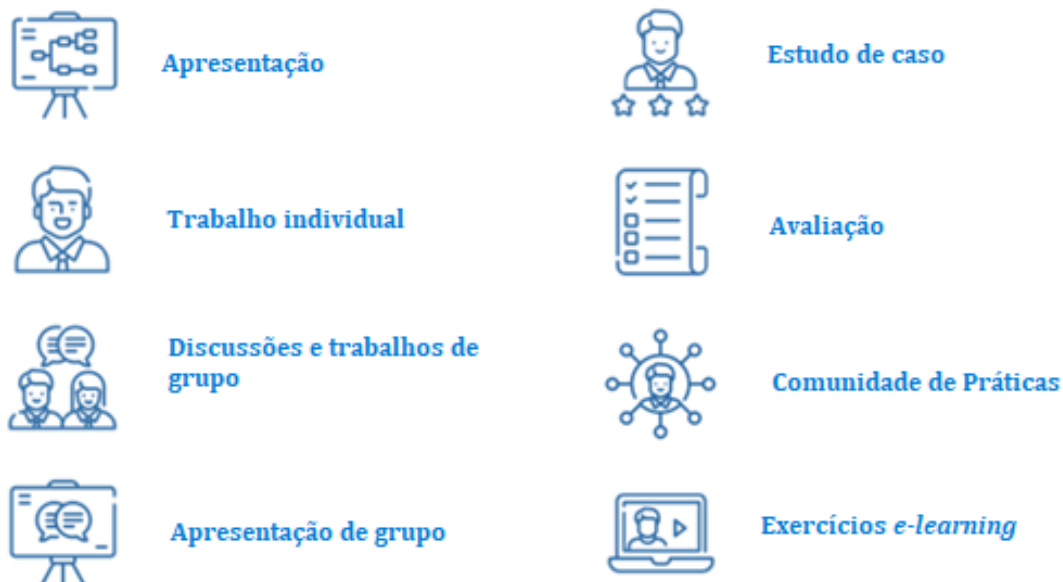 Apresentação
Trabalho individual
Discussões e trabalhos de
grupo
Apresentação de grupo
Estudo de caso
Avaliação
Comunidade de Práticas
Exercícios e-learning